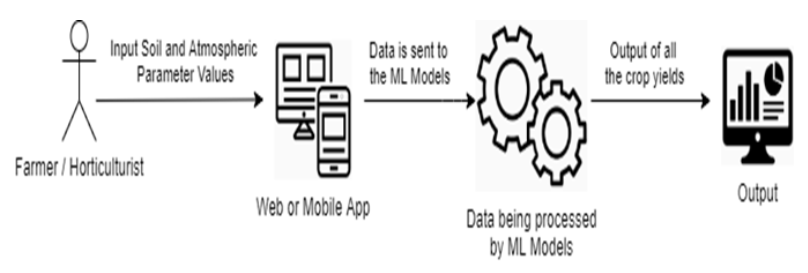 Input Soil and Atmospheric
Parameter Values
Data is sent to
the ML Models
Output of all
the crop yields
Farmer / Horticulturist
Web or Mobile App
Data being processed
by ML Models
Output